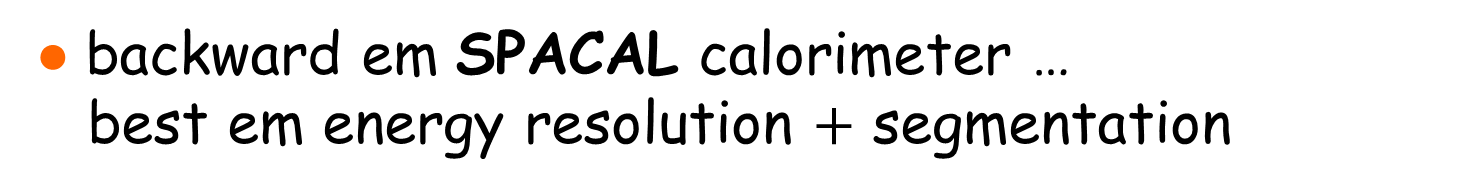 • backward em SPACAL calorimeter ...
best em energy resolution + segmentation